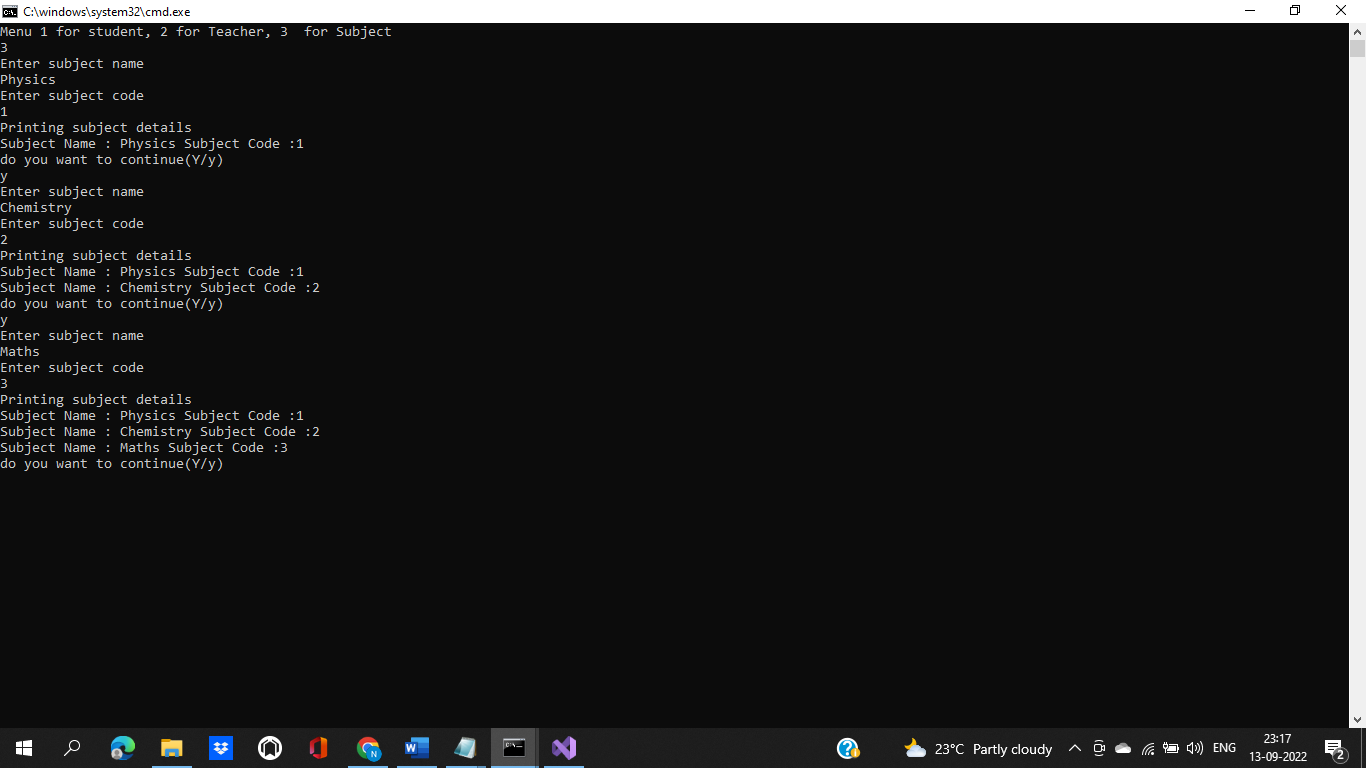 C:\windows\system32\cmd.exe
Menu 1 for student, 2 for Teacher, 3  for Subject
3
Enter subject name
Physics
Enter subject code
1
Printing subject details
Subject Name : Physics Subject Code :1
do you want to continue(Y/y)
y
Enter subject name
Chemistry
Enter subject code
2
Printing subject details
Subject Name : Physics Subject Code :1
Subject Name : Chemistry Subject Code :2
do you want to continue(Y/y)
y
Enter subject name
Maths
Enter subject code
3
Printing subject details
Subject Name : Physics Subject Code :1
Subject Name : Chemistry Subject Code :2
Subject Name : Maths Subject Code :3
do you want to continue(Y/y)
23°C Partly cloudy
ENG
23:17
13-09-2022
2